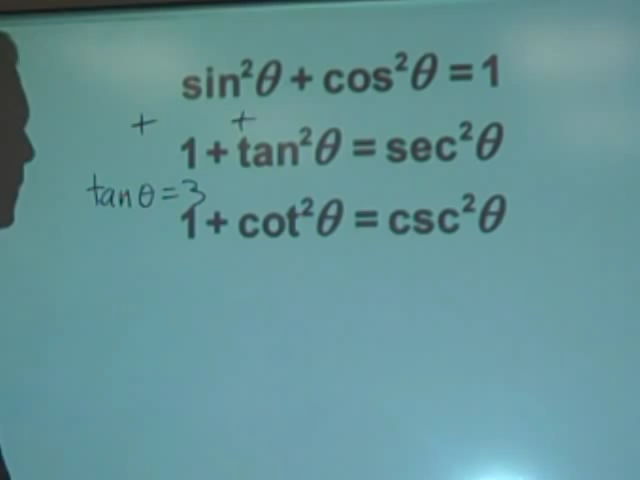 sin²θ + cos²θ = 1
+ +
1 + tan²θ = sec²θ
tan θ = 3
1 + cot²θ = csc²θ